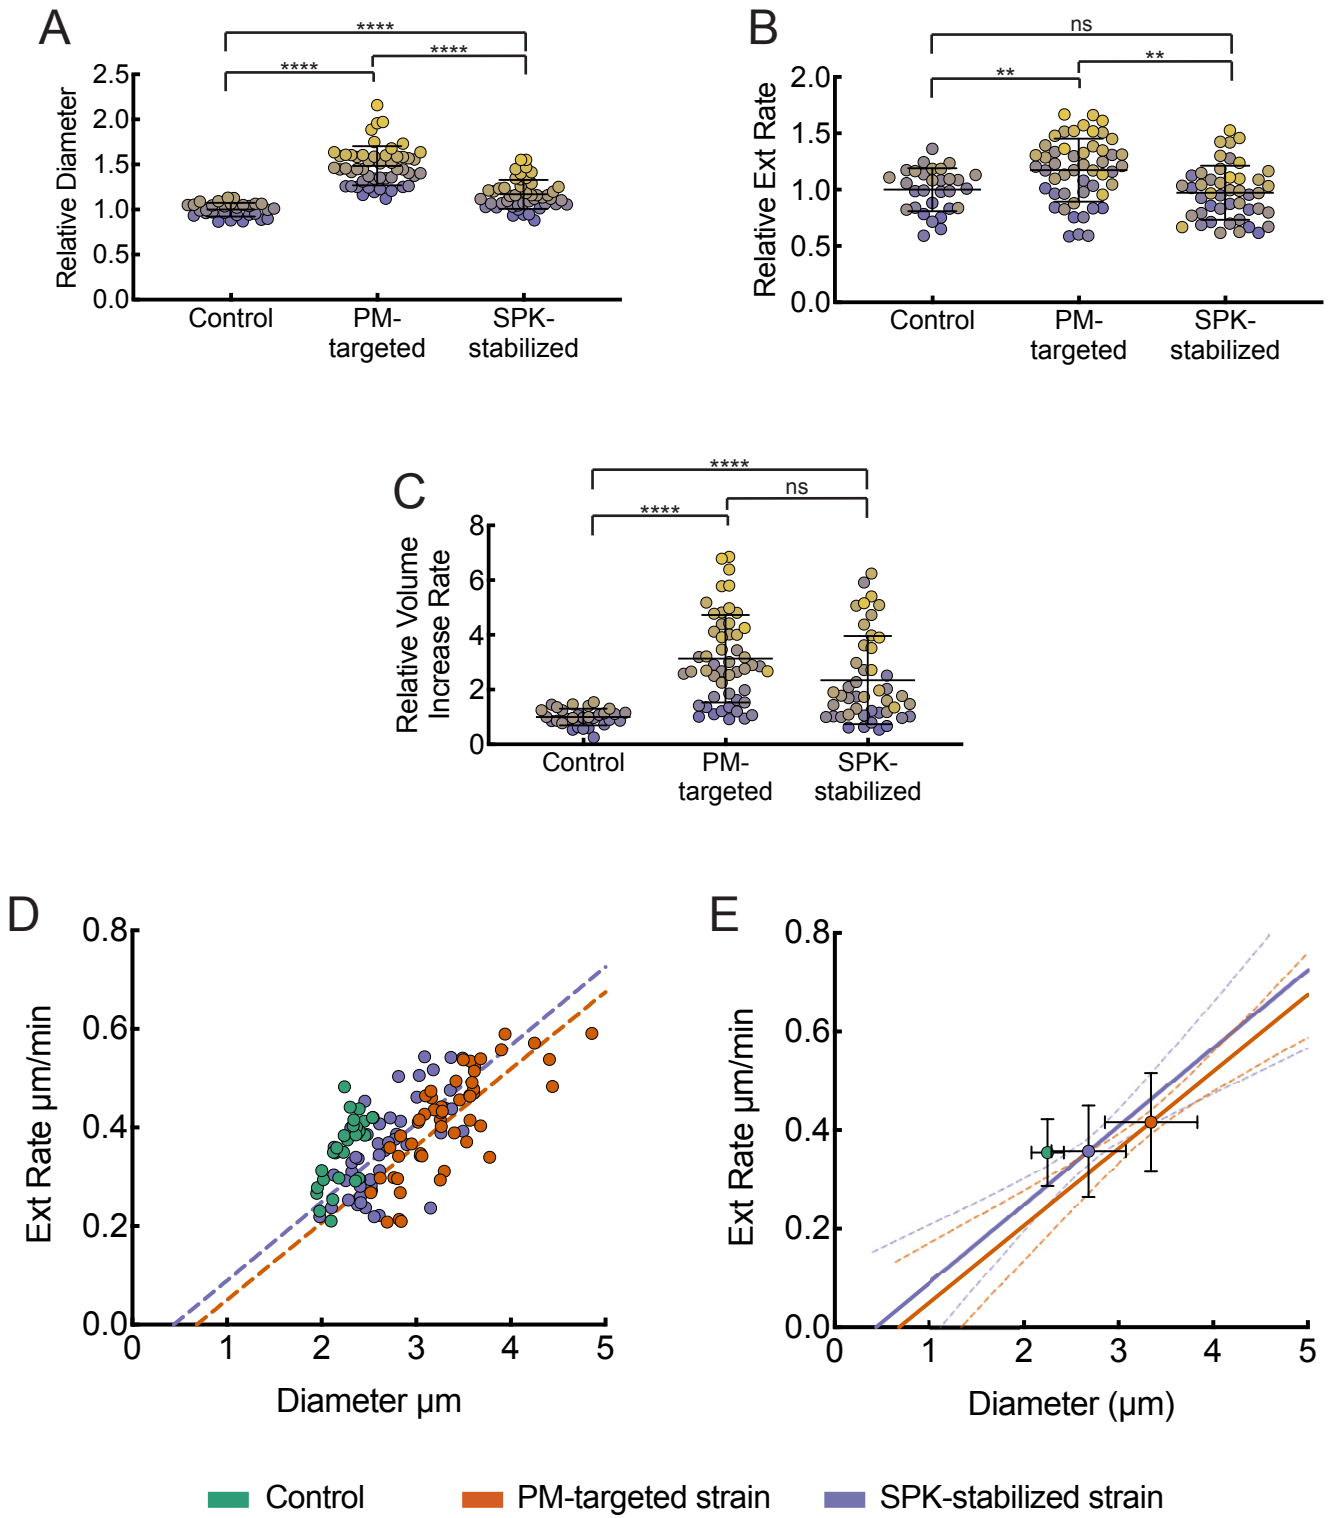 A
****
****
****
2.5
2.0
1.5
1.0
0.5
0.0
Relative Diameter
Control
PM-
targeted
SPK-
stabilized
B
ns
**
**
2.0
1.5
1.0
0.5
0.0
Relative Ext Rate
Control
PM-
targeted
SPK-
stabilized
C
****
ns
****
8
6
4
2
0
Relative Volume
Increase Rate
Control
PM-
targeted
SPK-
stabilized
D
0.8
0.6
0.4
0.2
0.0
Ext Rate µm/min
0 1 2 3 4 5
Diameter µm
E
0.8
0.6
0.4
0.2
0.0
Ext Rate µm/min
0 1 2 3 4 5
Diameter (µm)
Control
PM-targeted strain
SPK-stabilized strain